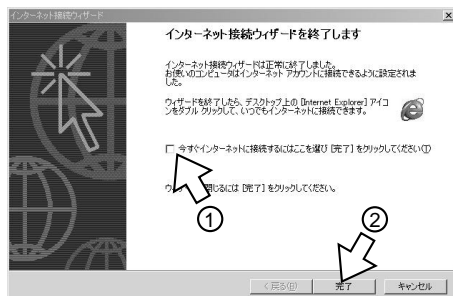 インターネット接続ウィザード
インターネット接続ウィザードを終了します
インターネット接続ウィザードは正常に終了しました。
お使いのコンピュータはインターネット アカウントに接続できるように設定されま
した。
ウィザードを終了したら、デスクトップ上の [Internet Explorer] アイコ
ンをダブル クリックして、いつでもインターネットに接続できます。
今すぐインターネットに接続するにはここを選び [完了] をクリックしてください(T)
閉じるには [完了] をクリックしてください。
①
②
< 戻る(B)
完了
キャンセル